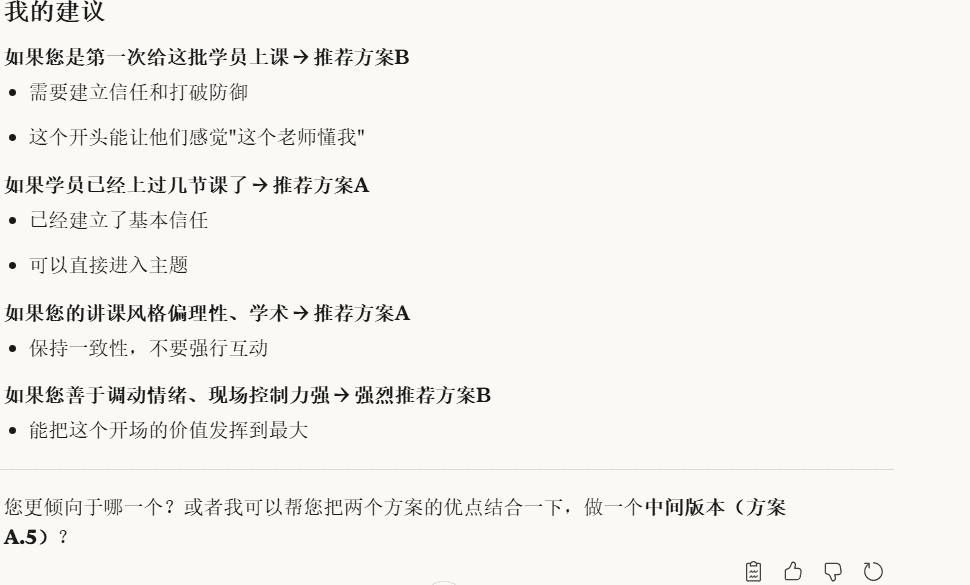 我的建议
如果您是第一次给这批学员上课 → 推荐方案B
• 需要建立信任和打破防御
• 这个开头能让他们感觉"这个老师懂我"
如果学员已经上过几节课了 → 推荐方案A
• 已经建立了基本信任
• 可以直接进入主题
如果您的讲课风格偏理性、学术 → 推荐方案A
• 保持一致性，不要强行互动
如果您善于调动情绪、现场控制力强 → 强烈推荐方案B
• 能把这个开场的价值发挥到最大
您更倾向于哪一个？或者我可以帮您把两个方案的优点结合一下，做一个中间版本（方案
A.5）？